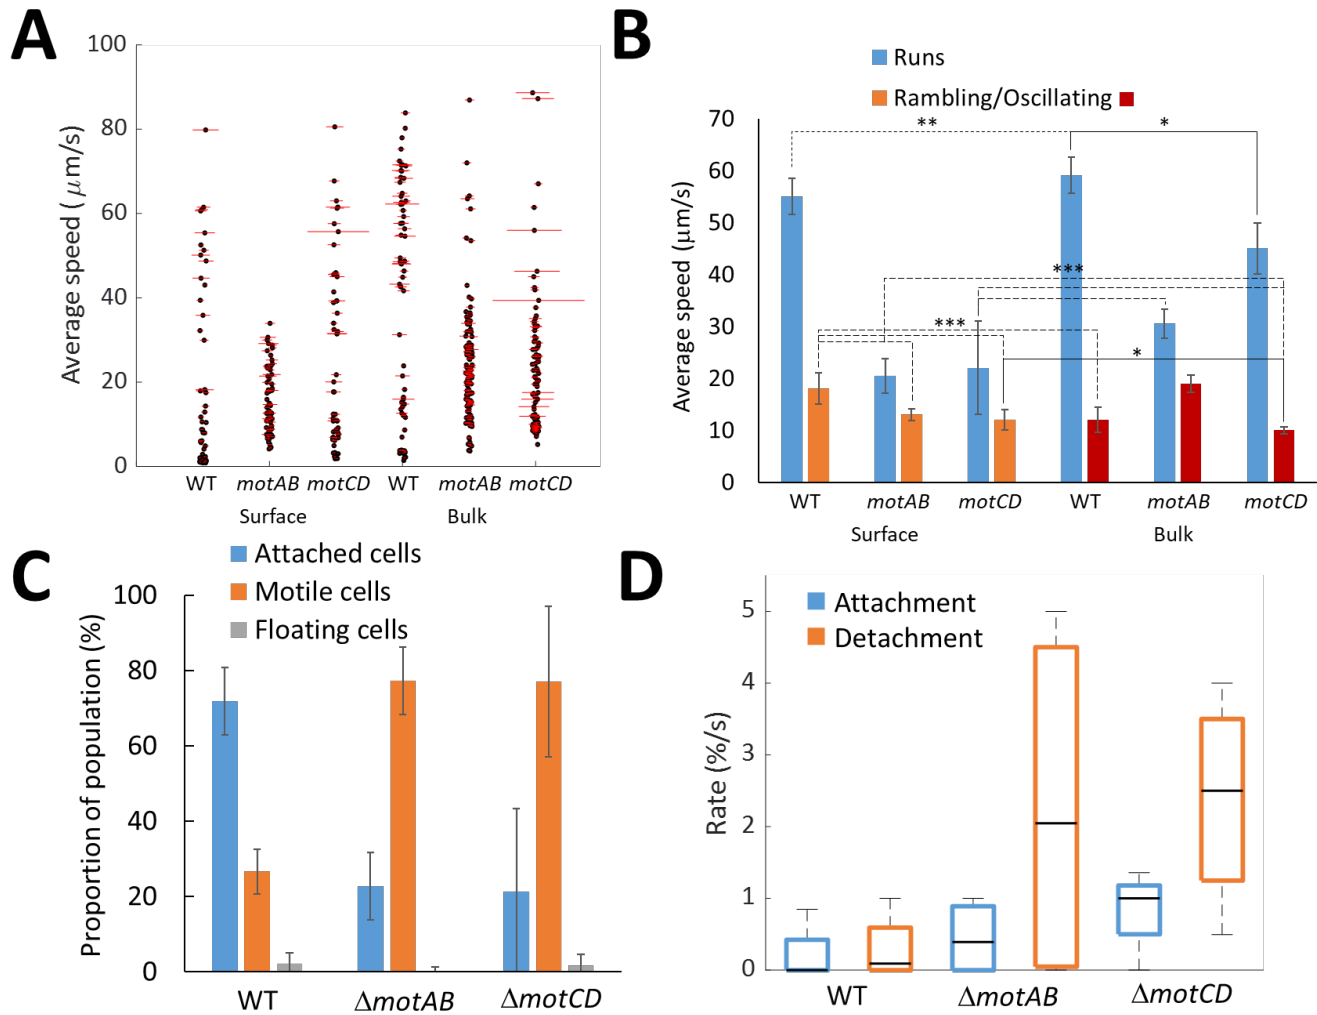 A
Average speed (μm/s)
100
80
60
40
20
0
WT motAB motCD WT motAB motCD
Surface Bulk
B
Runs
Rambling/Oscillating
Average speed (μm/s)
70
60
50
40
30
20
10
0
** *
***
***
*
WT motAB motCD WT motAB motCD
Surface Bulk
C
Attached cells
Motile cells
Floating cells
Proportion of population (%)
100
80
60
40
20
0
WT ΔmotAB ΔmotCD
D
Attachment
Detachment
Rate (%/s)
5
4
3
2
1
0
WT ΔmotAB ΔmotCD